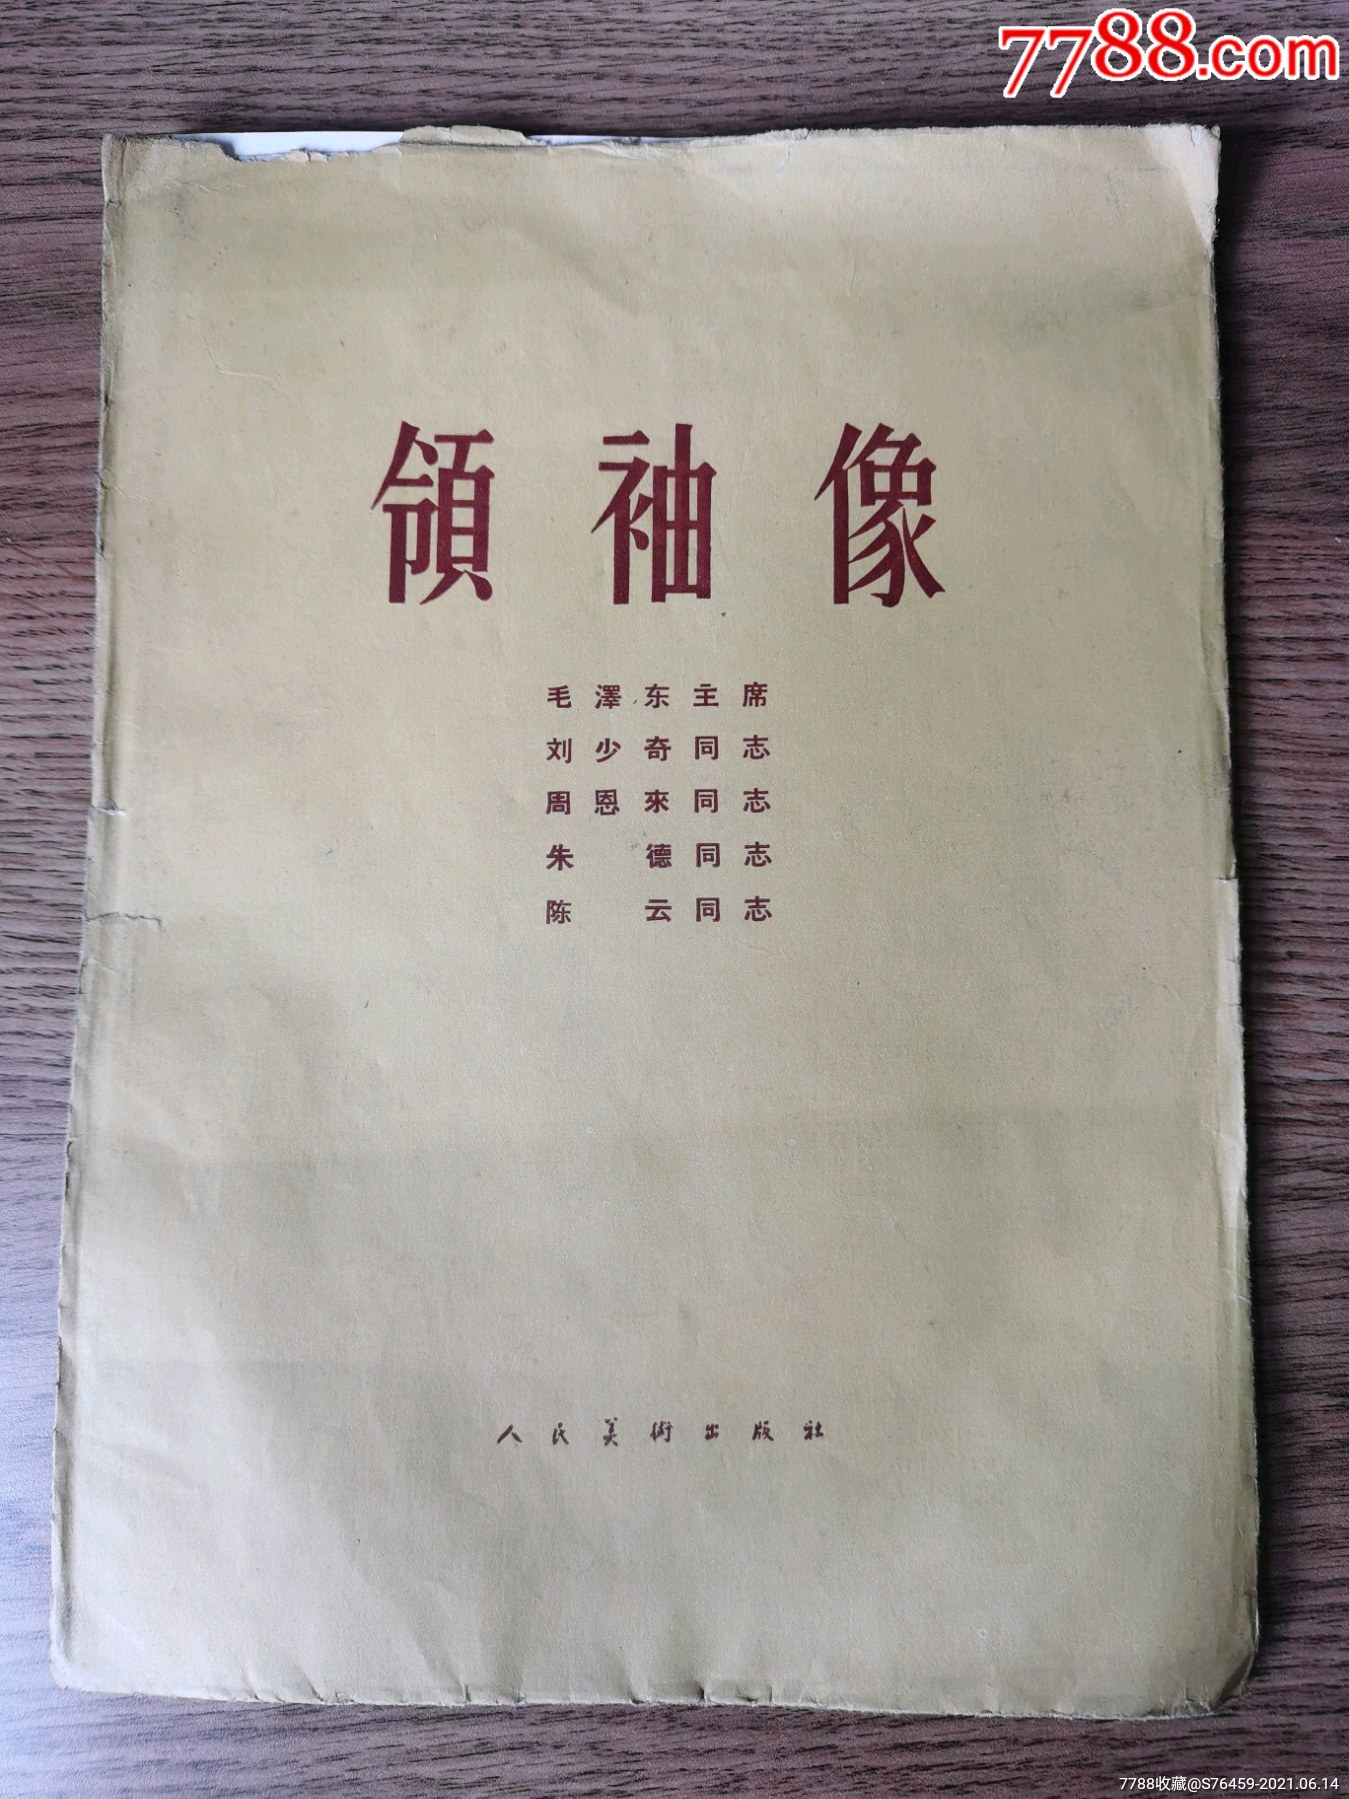 7788.com
領袖像
毛澤东主席
刘少奇同志
周恩來同志
朱德同志
陈云同志
人民美術出版社
7788收藏@S76459-2021.06.14